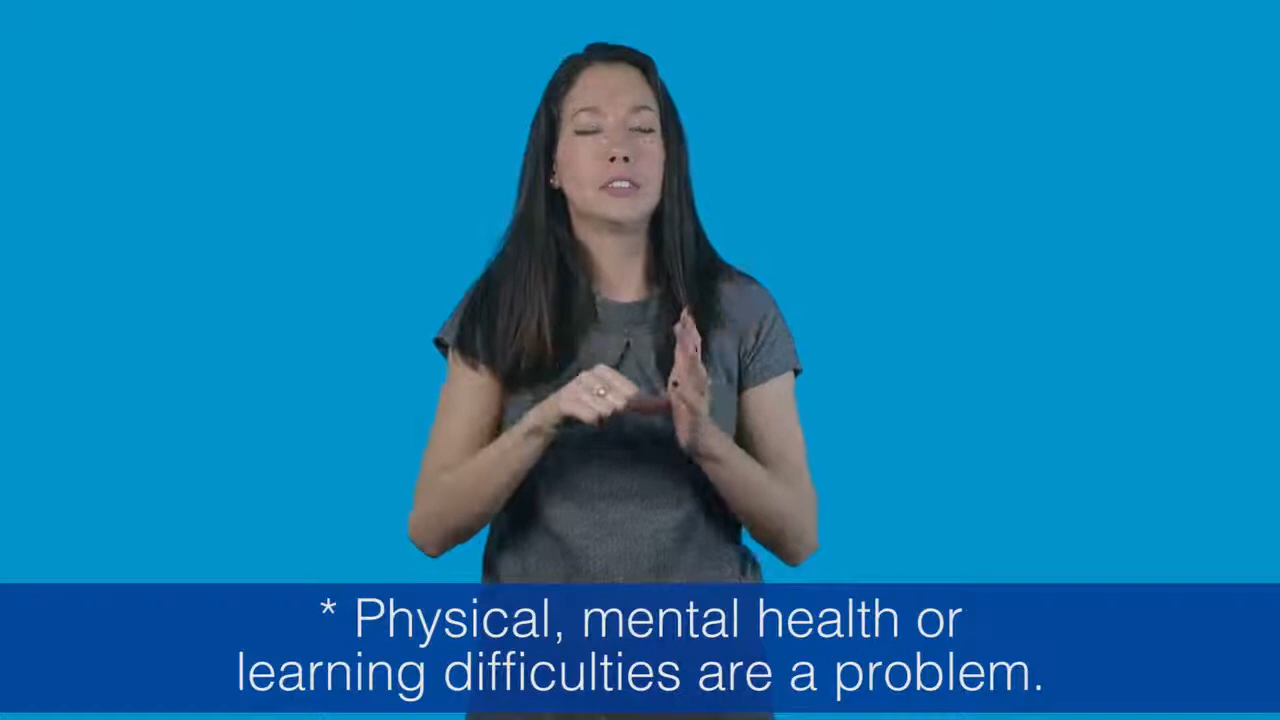 * Physical, mental health or
learning difficulties are a problem.